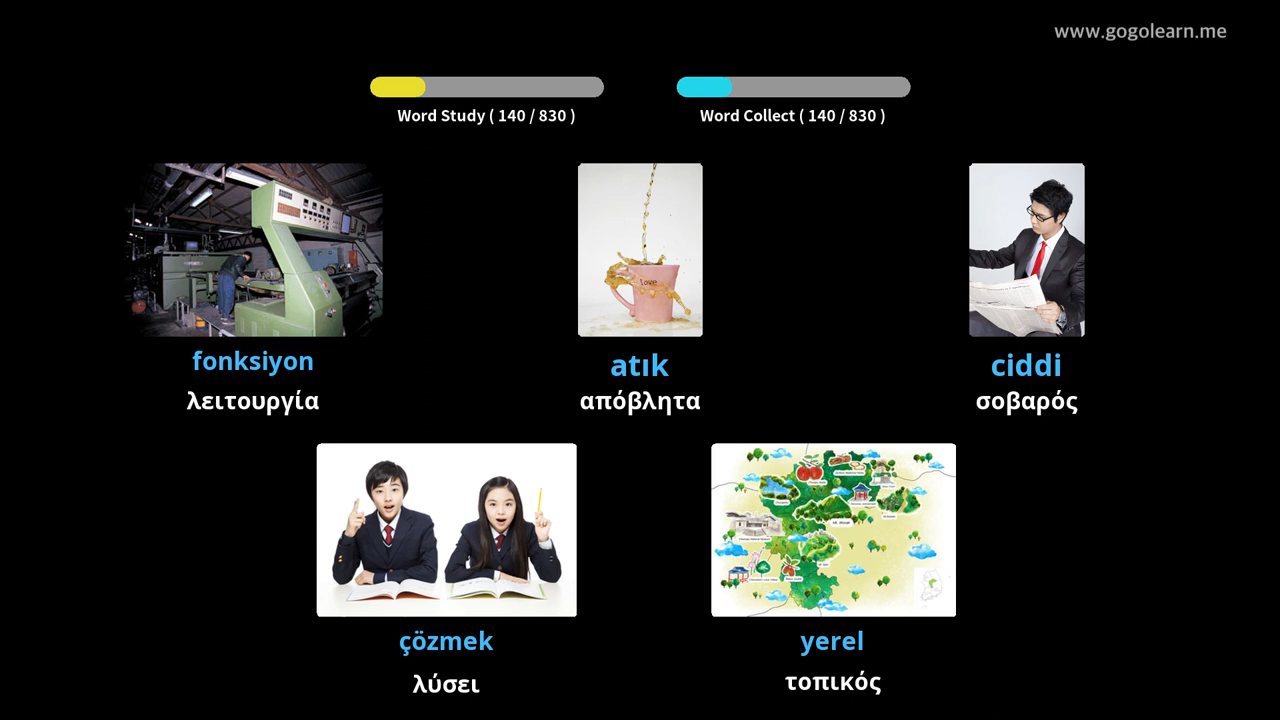 www.gogolearn.me
Word Study ( 140 / 830 )
Word Collect ( 140 / 830 )
love
fonksiyon
atık
ciddi
λειτουργία
απόβλητα
σοβαρός
çözmek
yerel
λύσει
τοπικός